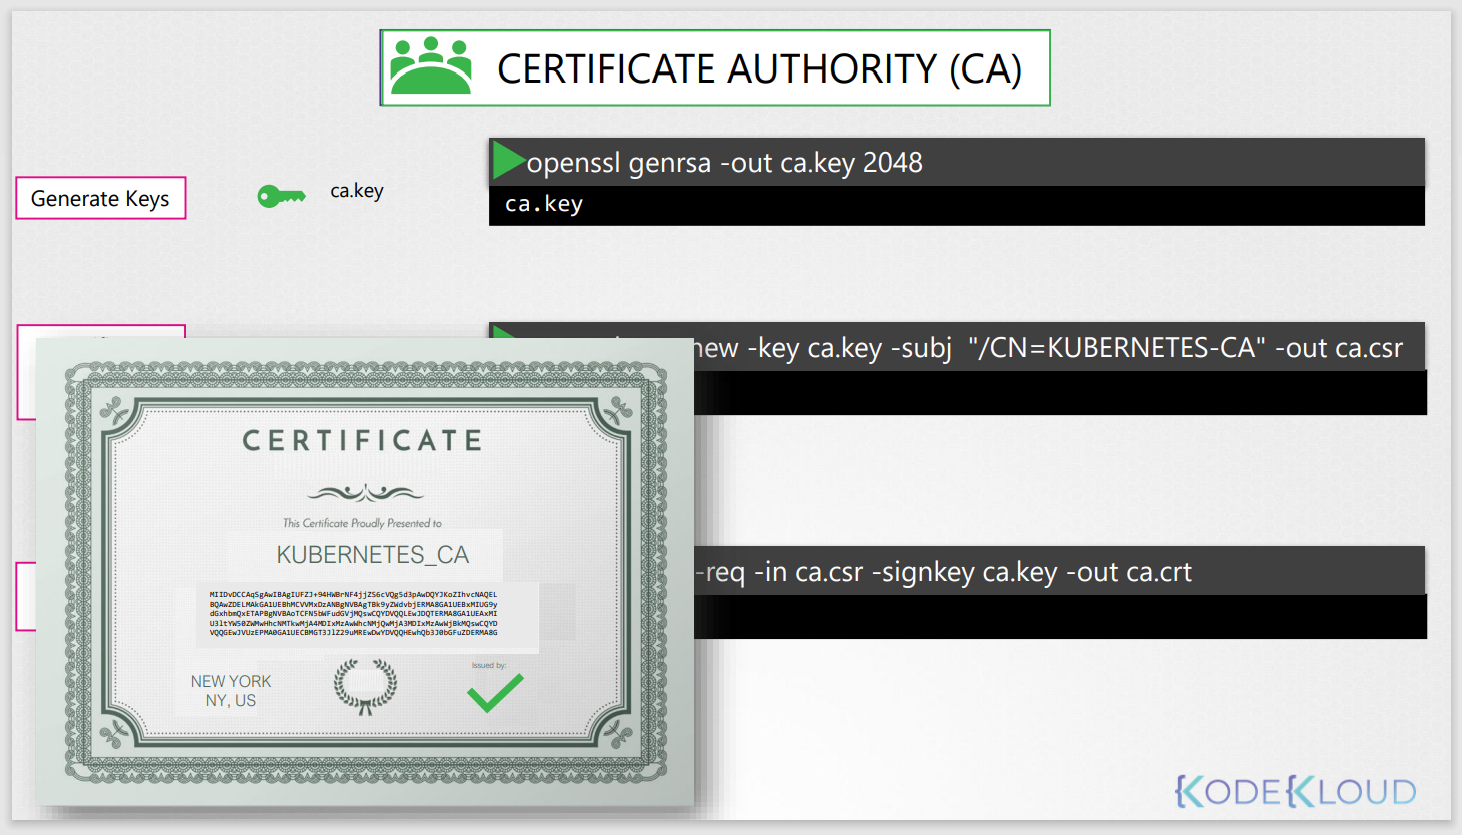 CERTIFICATE AUTHORITY (CA)
Generate Keys
ca.key
openssl genrsa -out ca.key 2048
ca.key
-key ca.key -subj "/CN=KUBERNETES-CA" -out ca.csr
-req -in ca.csr -signkey ca.key -out ca.crt
CERTIFICATE
This Certificate Proudly Presented to
KUBERNETES_CA
MIIDvDCCAqSgAwIBAgIUFZJ+94HWBrNF4jjZS6cVQg5d3pAwDQYJKoZIhvcNAQEL
BQAwZDELMAkGA1UEBhMCVVMxDzANBgNVBAgTBk9yZWdvbjERMA8GA1UEBxMIUG9y
dGxhbmQxETAPBgNVBAoTCFN5bWFudGVjMQswCQYDVQQLEwJDQTERMA8GA1UEAxMI
U3ltYW50ZWMwHhcNMTkwMjA4MDIxMzAwWhcNMjQwMjA3MDIxMzAwWjBkMQswCQYD
VQQGEwJVUzEPMA0GA1UECBMGT3JlZ29uMREwDwYDVQQHEwhQb3J0bGFuZDERMA8G
NEW YORK
NY, US
Issued by:
KODEKLOUD